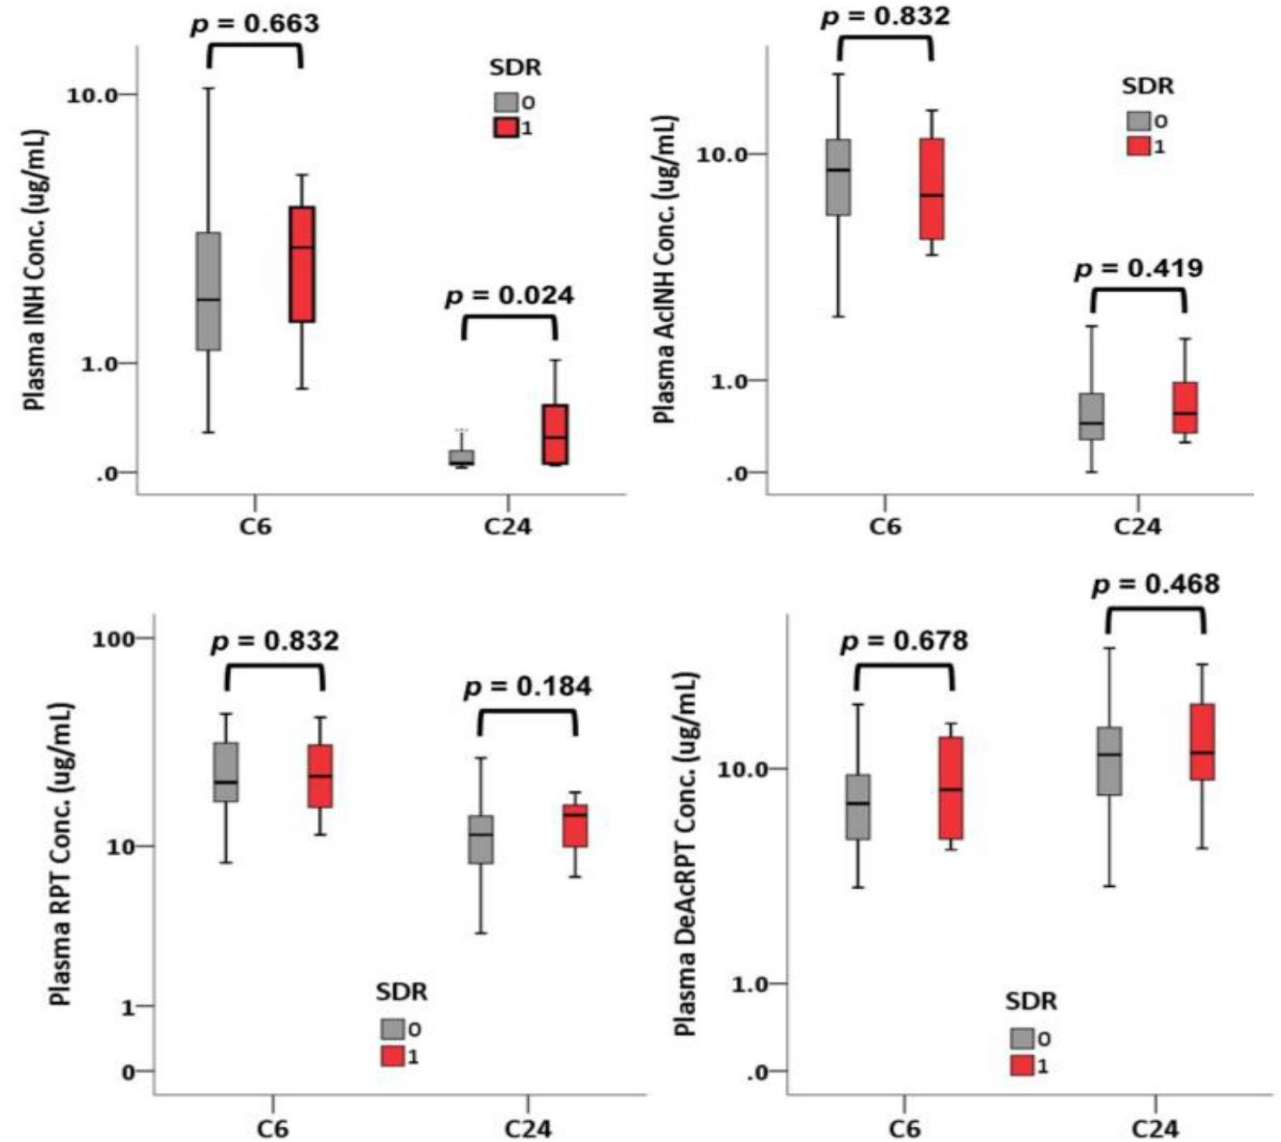 p = 0.663
SDR
0
1
10.0
1.0
.0
Plasma INH Conc. (ug/mL)
p = 0.024
C6
C24
p = 0.832
SDR
0
1
10.0
1.0
.0
Plasma AcINH Conc. (ug/mL)
p = 0.419
C6
C24
p = 0.832
100
10
1
0
Plasma RPT Conc. (ug/mL)
p = 0.184
SDR
0
1
C6
C24
p = 0.468
p = 0.678
10.0
1.0
.0
Plasma DeAcRPT Conc. (ug/mL)
SDR
0
1
C6
C24